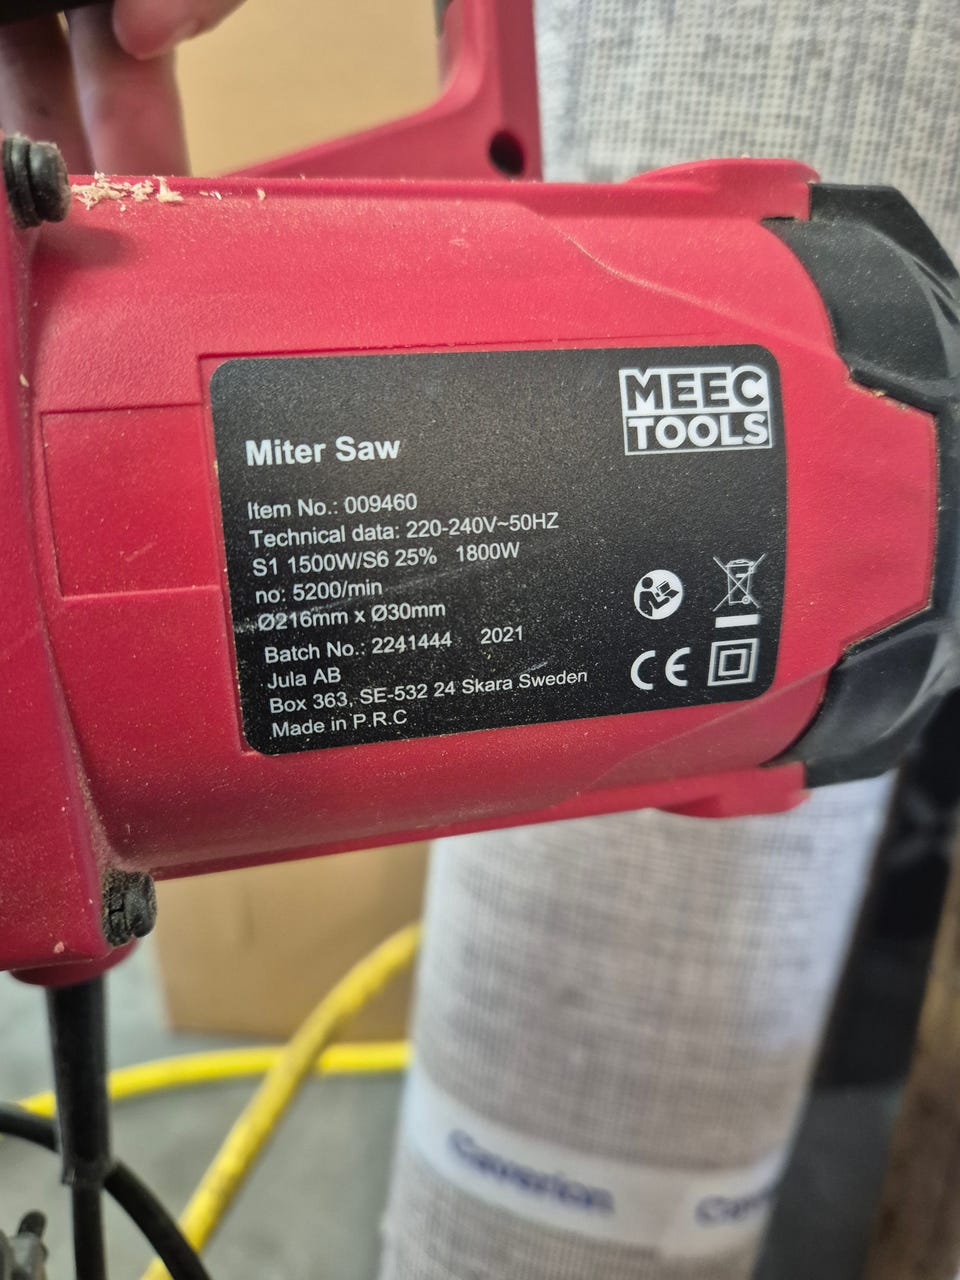 MEEC
TOOLS
Miter Saw
Item No.: 009460
Technical data: 220-240V~50HZ
S1 1500W/S6 25% 1800W
no: 5200/min
Ø216mm x Ø30mm
Batch No.: 2241444 2021
Jula AB
Box 363, SE-532 24 Skara Sweden
Made in P.R.C
CE
Caverion